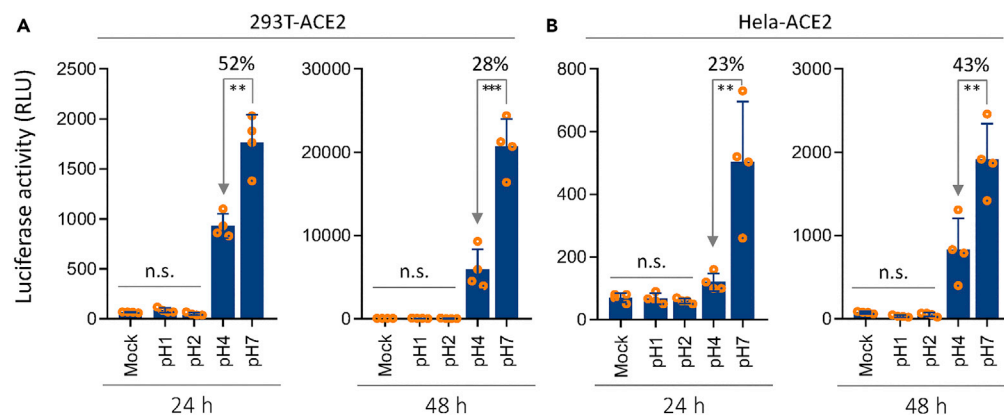 A 293T-ACE2 B Hela-ACE2
52% 28% 23% 43%
2500 30000 800 3000
** *** ** **
2000
600
20000 2000
1500
400
1000
10000 1000
n.s. n.s. n.s. n.s.
500 200
0 0 0 0
Luciferase activity (RLU)
Mock pH1 pH2 pH4 pH7 Mock pH1 pH2 pH4 pH7 Mock pH1 pH2 pH4 pH7 Mock pH1 pH2 pH4 pH7
24 h 48 h 24 h 48 h